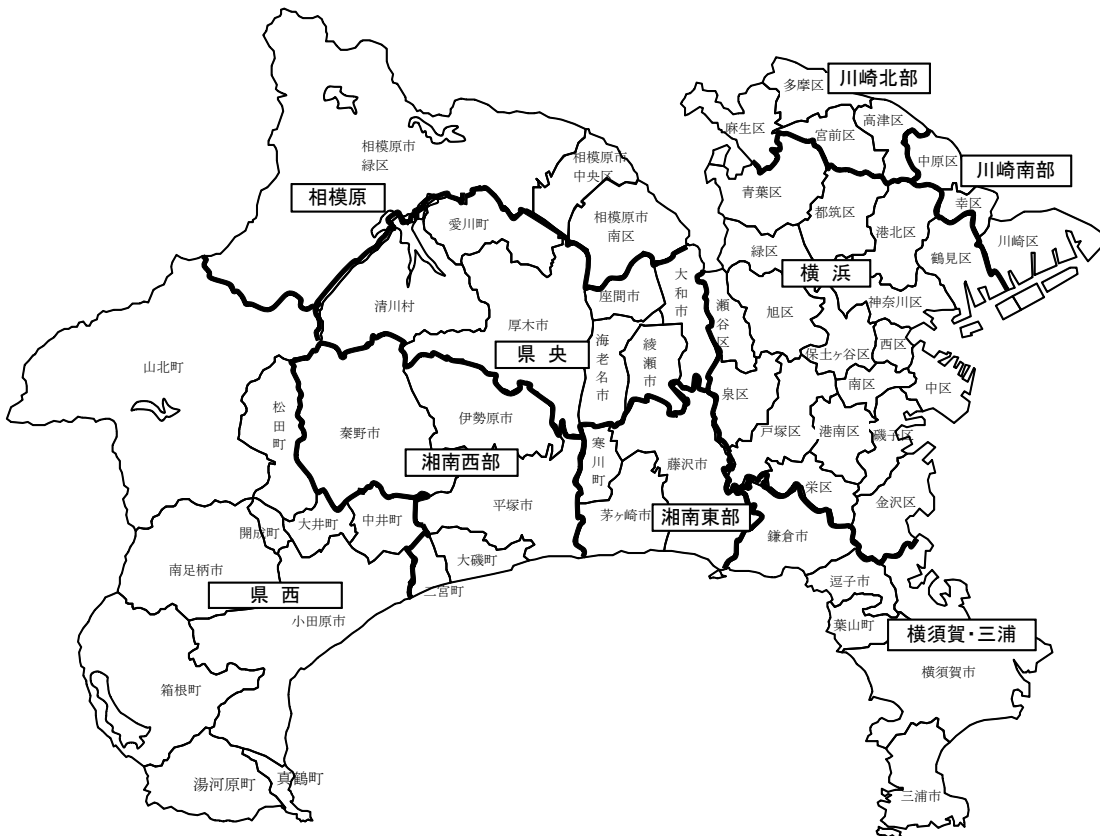 川崎北部
多摩区
高津区
麻生区
宮前区
中原区
川崎南部
相模原市
緑区
相模原市
中央区
相模原
青葉区
幸区
都筑区
相模原市
南区
愛川町
港北区
川崎区
緑区
鶴見区
横 浜
座間市
大和市
瀬谷区
旭区
神奈川区
清川村
厚木市
県 央
海老名市
綾瀬市
保土ヶ谷区
西区
山北町
南区
中区
泉区
松田町
秦野市
伊勢原市
戸塚区
港南区
磯子区
湘南西部
寒川町
藤沢市
栄区
平塚市
茅ヶ崎市
湘南東部
金沢区
開成町
大井町
中井町
鎌倉市
大磯町
南足柄市
二宮町
逗子市
県 西
小田原市
葉山町
横須賀・三浦
横須賀市
箱根町
湯河原町
真鶴町
三浦市